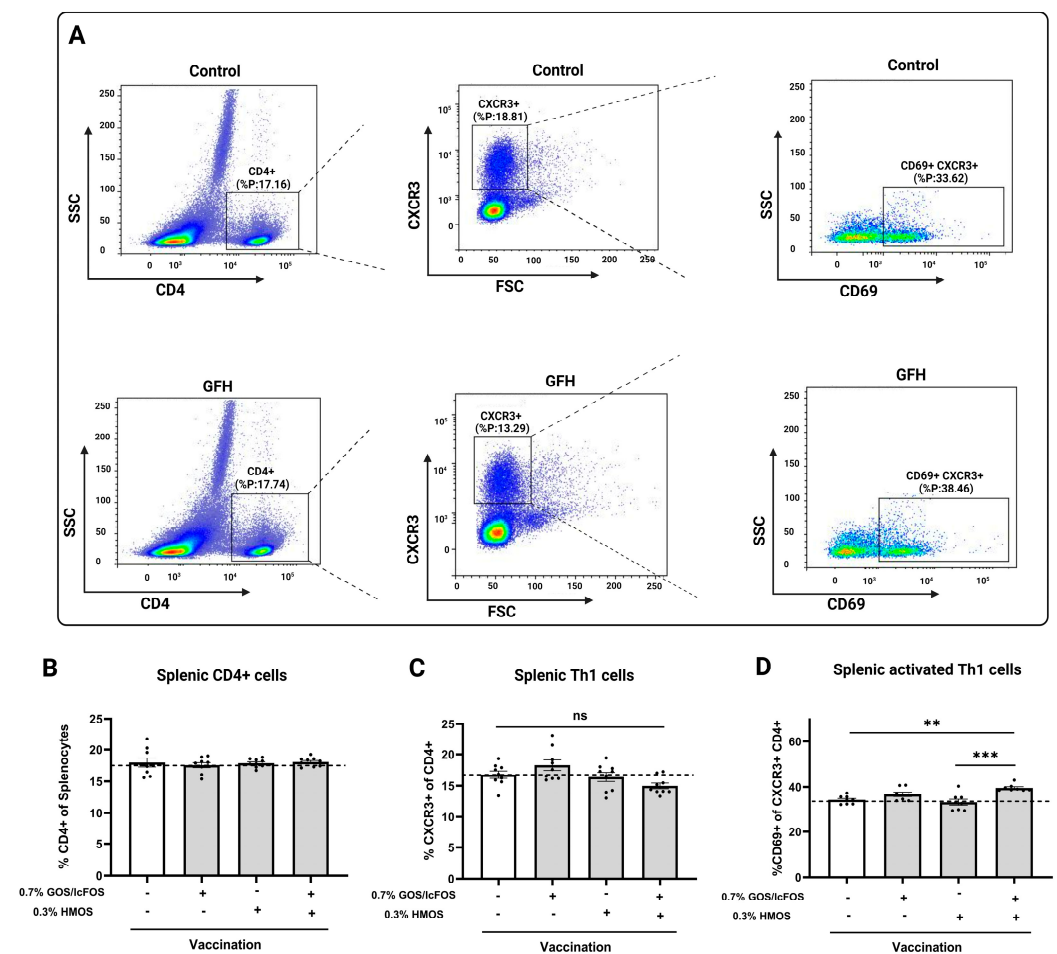 A
Control
250
200
150
100
50
0
SSC
CD4+
(%P:17.16)
0 10³ 10⁴ 10⁵
CD4
Control
10⁵
10⁴
10³
0
CXCR3
CXCR3+
(%P:18.81)
0 50 100 150 200 250
FSC
Control
250
200
150
100
50
0
SSC
CD69+ CXCR3+
(%P:33.62)
0 10³ 10⁴ 10⁵
CD69
GFH
250
200
150
100
50
0
SSC
CD4+
(%P:17.74)
0 10³ 10⁴ 10⁵
CD4
GFH
10⁵
10⁴
10³
0
CXCR3
CXCR3+
(%P:13.29)
0 50 100 150 200 250
FSC
GFH
250
200
150
100
50
0
SSC
CD69+ CXCR3+
(%P:38.46)
0 10³ 10⁴ 10⁵
CD69
B
Splenic CD4+ cells
% CD4+ of Splenocytes
25
20
15
10
5
0
0.7% GOS/lcFOS - + - +
0.3% HMOS - - + +
Vaccination
C
Splenic Th1 cells
% CXCR3+ of CD4+
ns
25
20
15
10
5
0
0.7% GOS/lcFOS - + - +
0.3% HMOS - - + +
Vaccination
D
Splenic activated Th1 cells
%CD69+ of CXCR3+ CD4+
**
***
60
40
20
0
0.7% GOS/lcFOS - + - +
0.3% HMOS - - + +
Vaccination